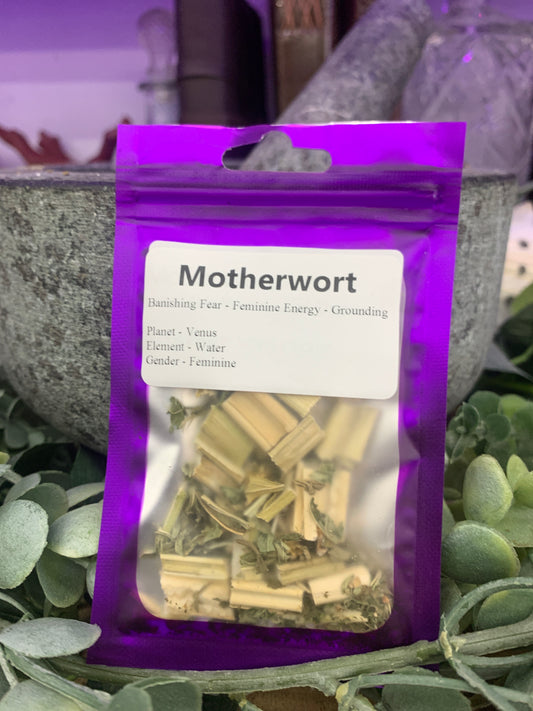 Motherwort
Banishing Fear - Feminine Energy - Grounding
Planet - Venus
Element - Water
Gender - Feminine